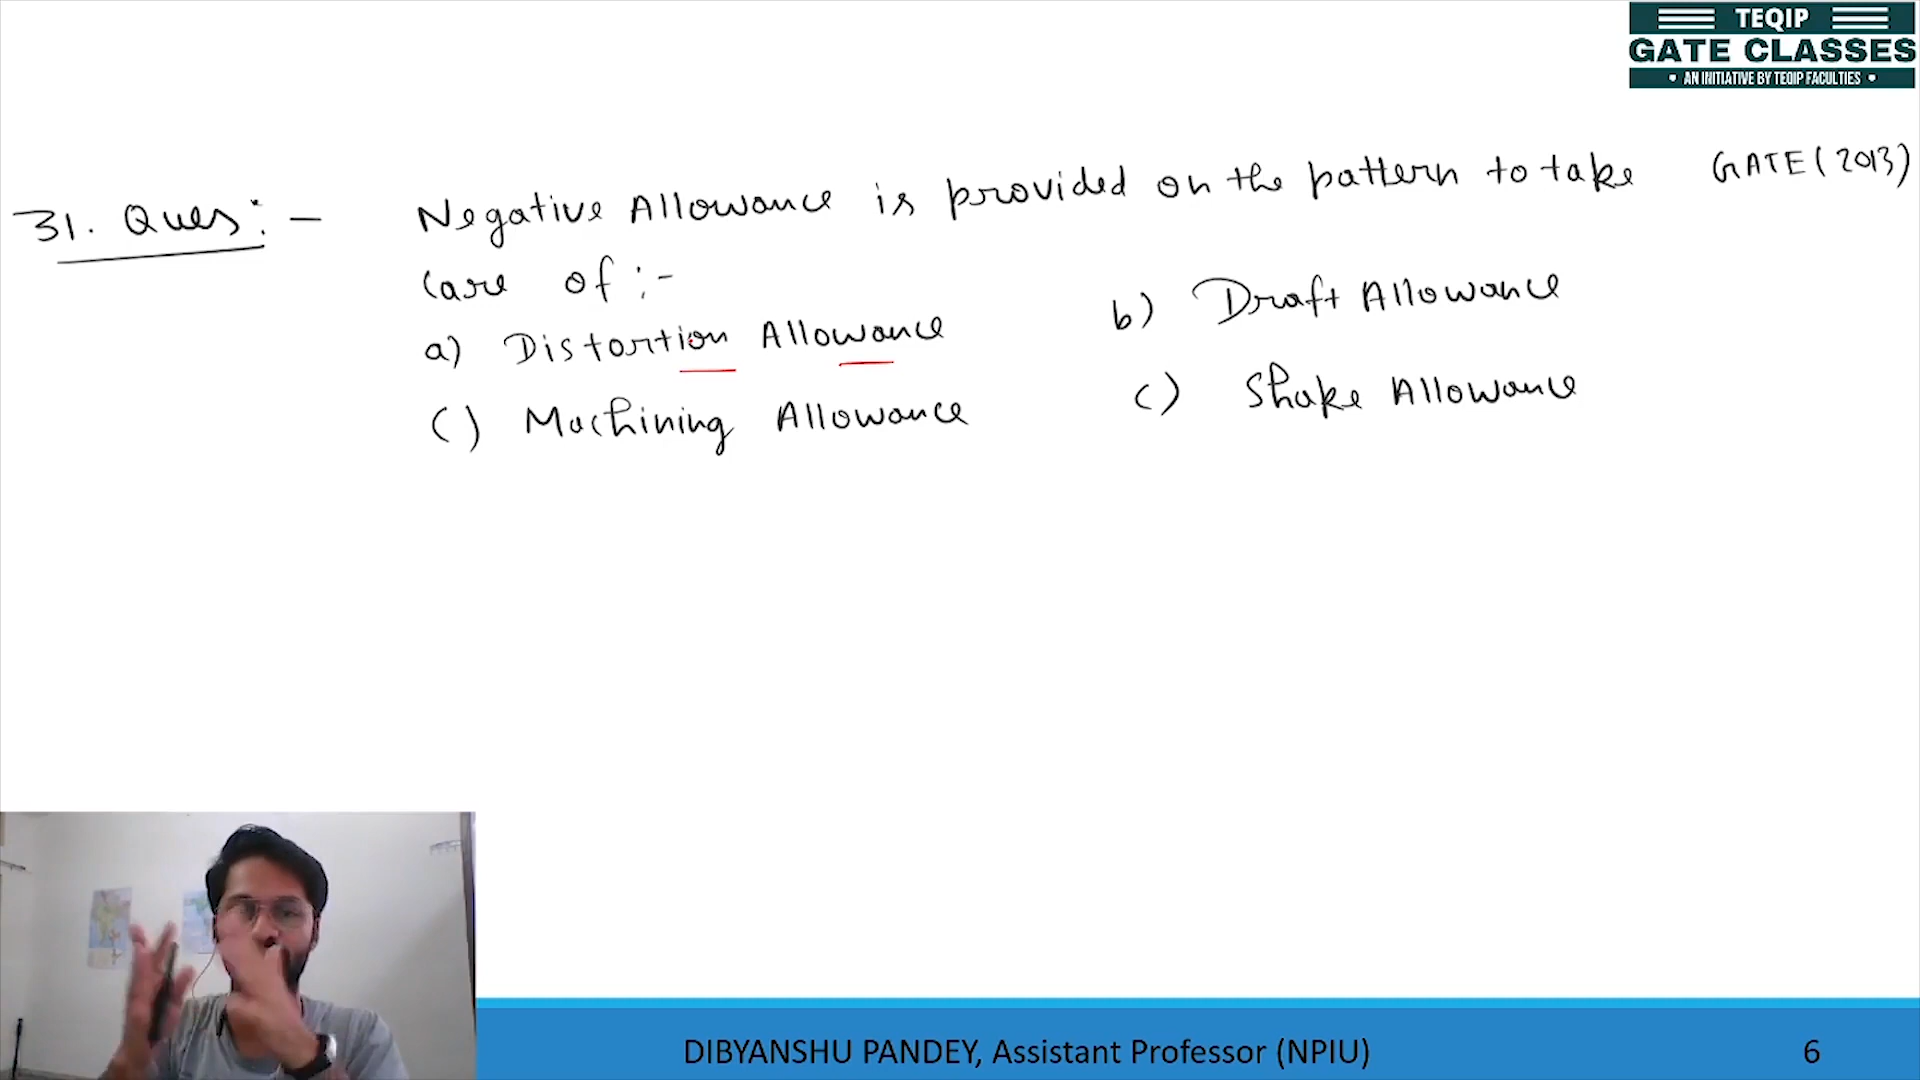 TEQIP
GATE CLASSES
• AN INITIATIVE BY TEQIP FACULTIES •
31. Ques:- Negative Allowance is provided on the pattern to take GATE(2013)
Care of:-
a) Distortion Allowance b) Draft Allowance
C) Machining Allowance c) Shake Allowance
DIBYANSHU PANDEY, Assistant Professor (NPIU) 6